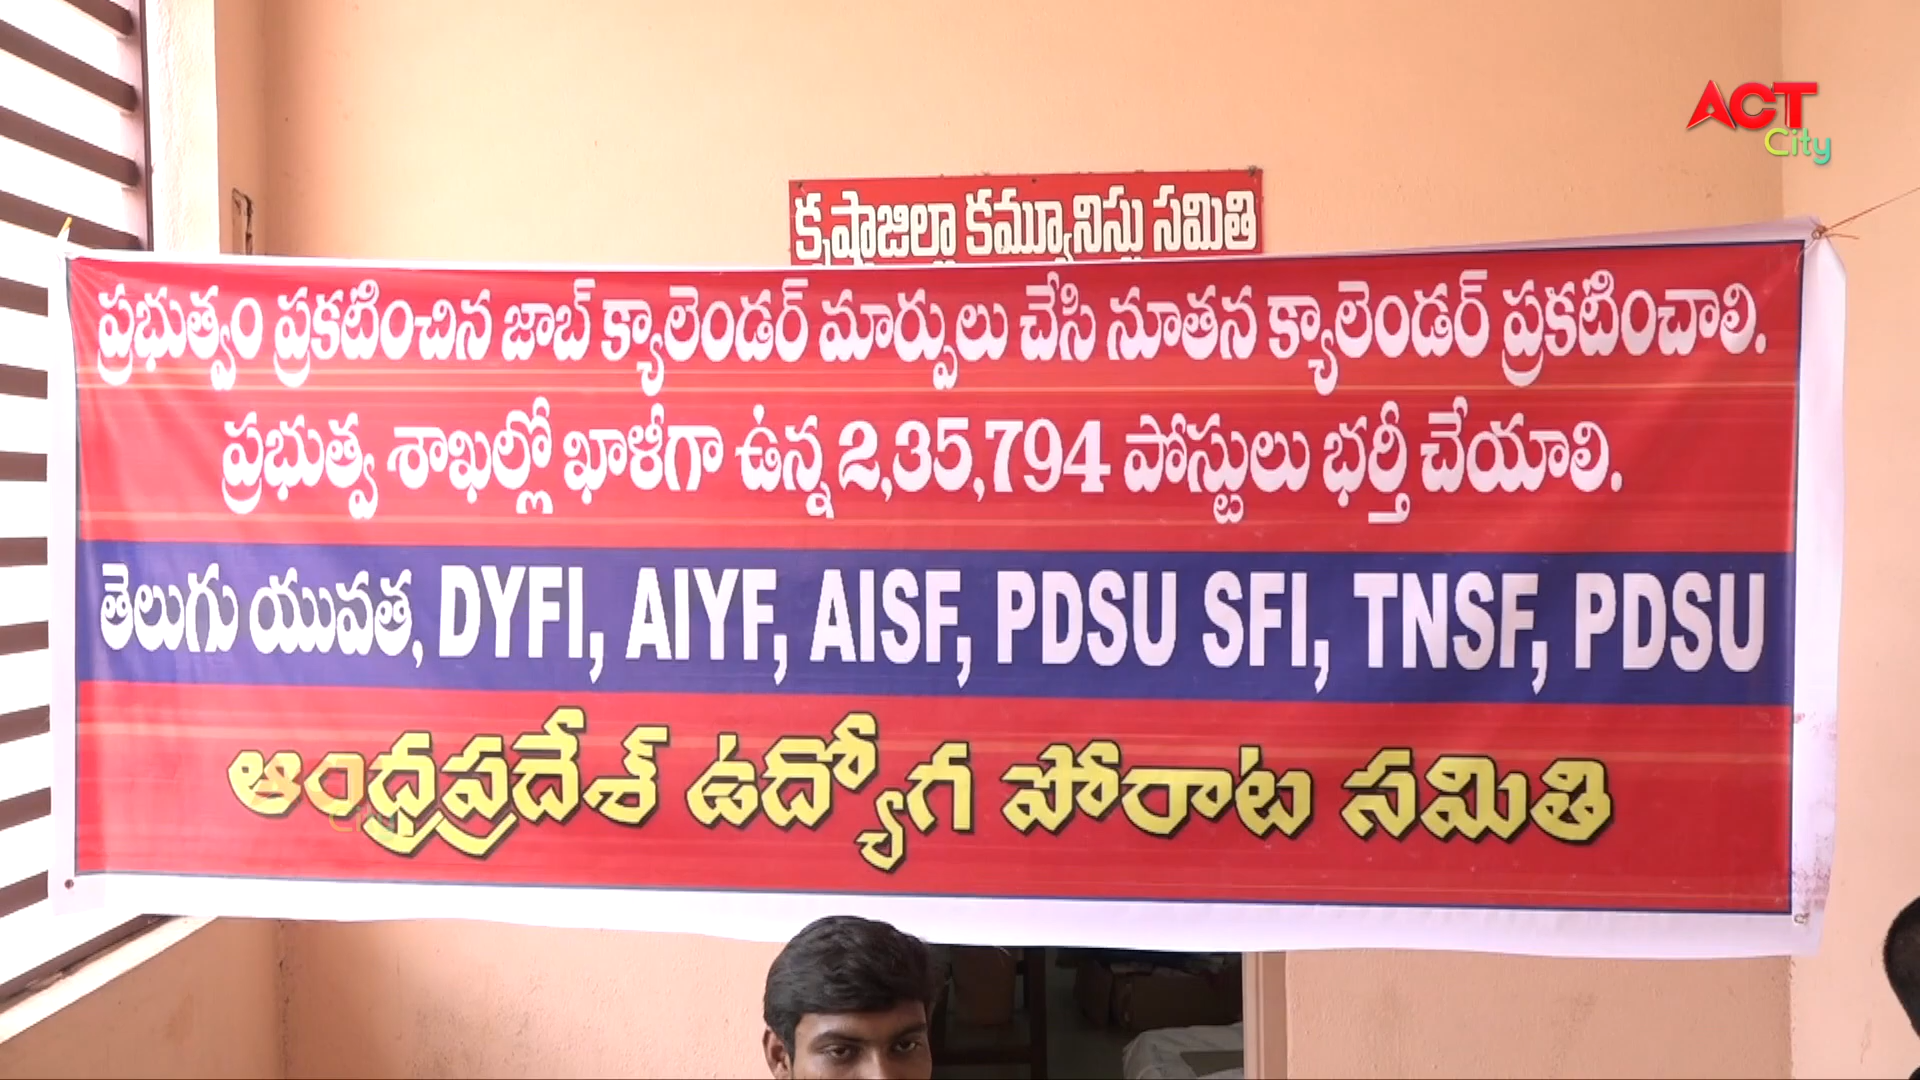 ACT
City
కృష్ణాజిల్లా కమ్యూనిస్టు సమితి
ప్రభుత్వం ప్రకటించిన జాబ్ క్యాలెండర్ మార్పులు చేసి నూతన క్యాలెండర్ ప్రకటించాలి.
ప్రభుత్వ శాఖల్లో ఖాళీగా ఉన్న 2,35,794 పోస్టులు భర్తీ చేయాలి.
తెలుగు యువత, DYFI, AIYF, AISF, PDSU SFI, TNSF, PDSU
ఆంధ్రప్రదేశ్ ఉద్యోగ పోరాట సమితి